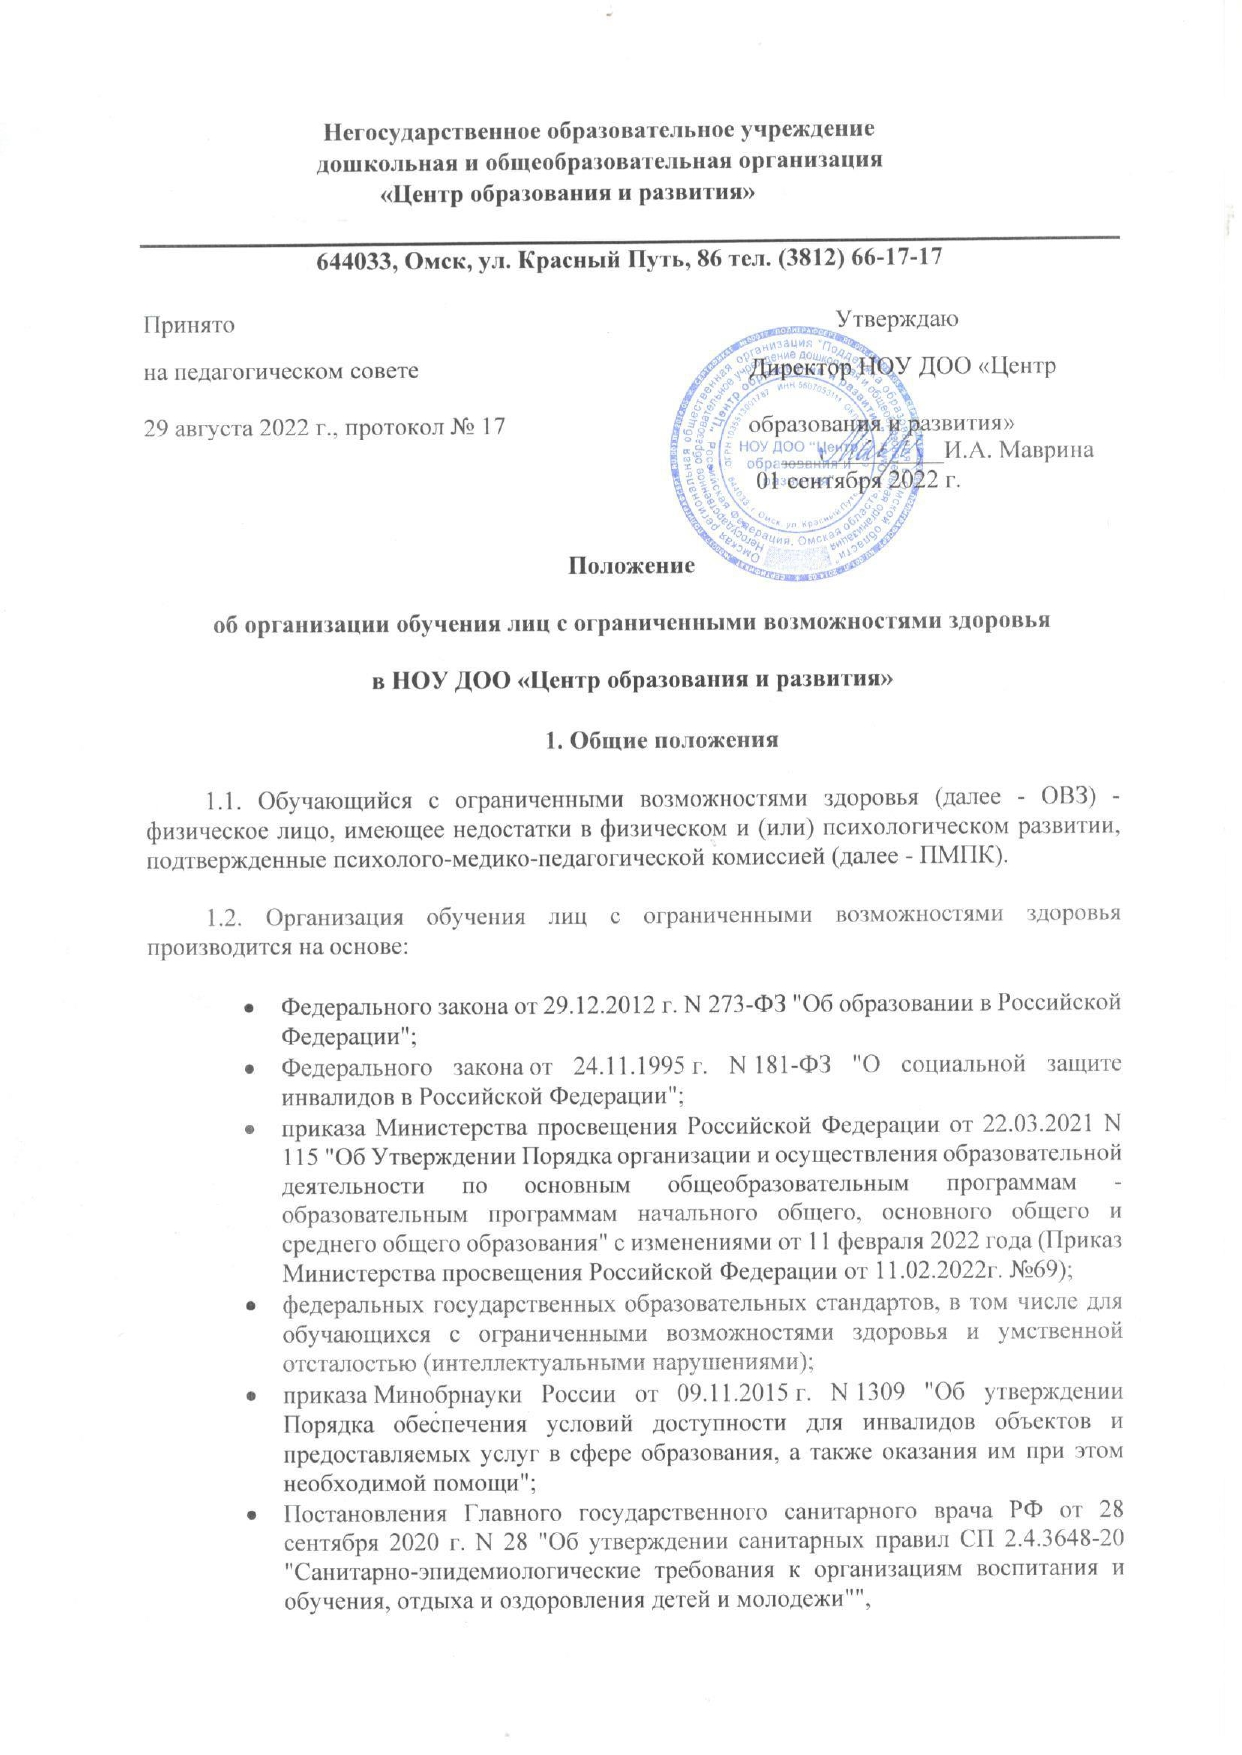 Негосударственное образовательное учреждение
дошкольная и общеобразовательная организация
«Центр образования и развития»
644033, Омск, ул. Красный Путь, 86 тел. (3812) 66-17-17
Принято
Утверждаю
на педагогическом совете
Директор НОУ ДОО «Центр
29 августа 2022 г., протокол № 17
образования и развития»
И.А. Маврина
01 сентября 2022 г.
НОУ ДОО "Центр
образования и
развития"
Положение
об организации обучения лиц с ограниченными возможностями здоровья
в НОУ ДОО «Центр образования и развития»
1. Общие положения
1.1. Обучающийся с ограниченными возможностями здоровья (далее - ОВЗ) -
физическое лицо, имеющее недостатки в физическом и (или) психологическом развитии,
подтвержденные психолого-медико-педагогической комиссией (далее - ПМПК).
1.2. Организация обучения лиц с ограниченными возможностями здоровья
производится на основе:
• Федерального закона от 29.12.2012 г. N 273-ФЗ "Об образовании в Российской
Федерации";
• Федерального закона от 24.11.1995 г. N 181-ФЗ "О социальной защите
инвалидов в Российской Федерации";
• приказа Министерства просвещения Российской Федерации от 22.03.2021 N
115 "Об Утверждении Порядка организации и осуществления образовательной
деятельности по основным общеобразовательным программам -
образовательным программам начального общего, основного общего и
среднего общего образования" с изменениями от 11 февраля 2022 года (Приказ
Министерства просвещения Российской Федерации от 11.02.2022г. №69);
• федеральных государственных образовательных стандартов, в том числе для
обучающихся с ограниченными возможностями здоровья и умственной
отсталостью (интеллектуальными нарушениями);
• приказа Минобрнауки России от 09.11.2015 г. N 1309 "Об утверждении
Порядка обеспечения условий доступности для инвалидов объектов и
предоставляемых услуг в сфере образования, а также оказания им при этом
необходимой помощи";
• Постановления Главного государственного санитарного врача РФ от 28
сентября 2020 г. N 28 "Об утверждении санитарных правил СП 2.4.3648-20
"Санитарно-эпидемиологические требования к организациям воспитания и
обучения, отдыха и оздоровления детей и молодежи"",